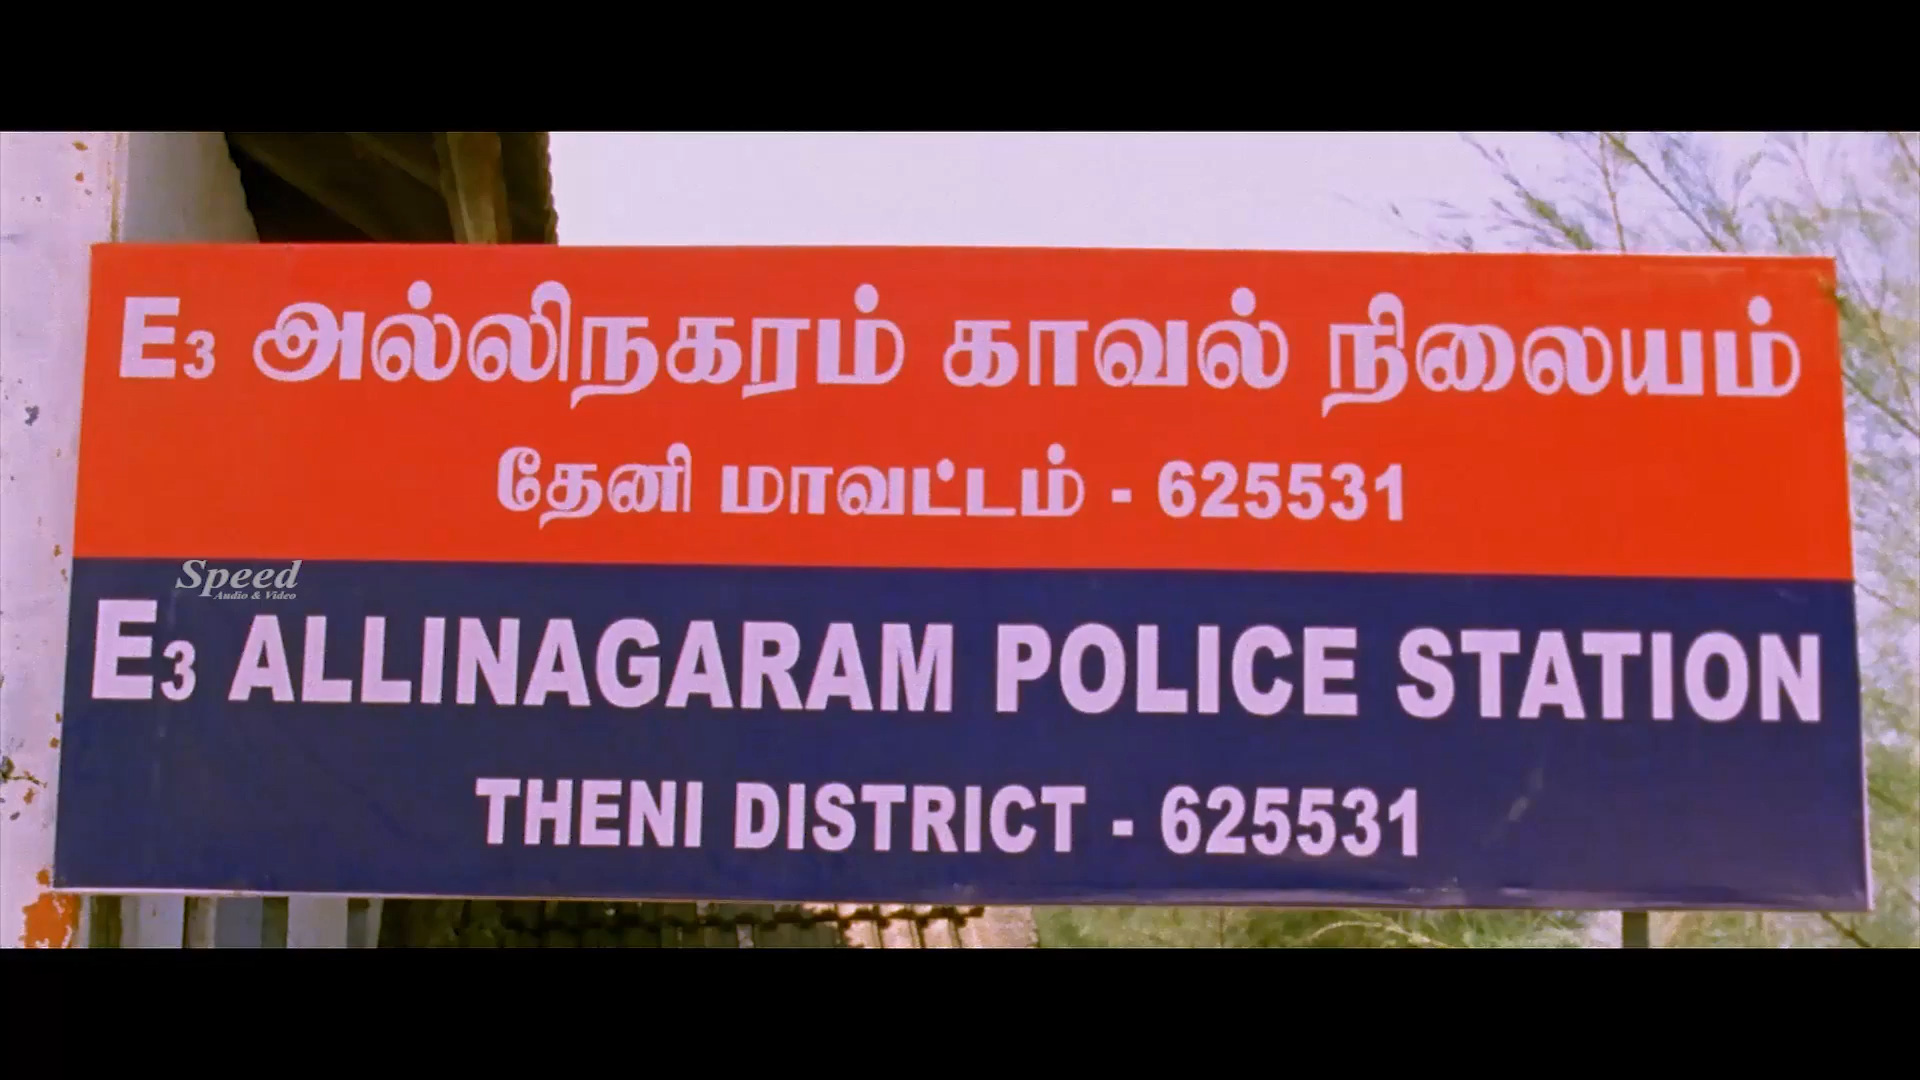 E3 அல்லிநகரம் காவல் நிலையம்
தேனி மாவட்டம் - 625531
Speed
Audio & Video
E3 ALLINAGARAM POLICE STATION
THENI DISTRICT - 625531